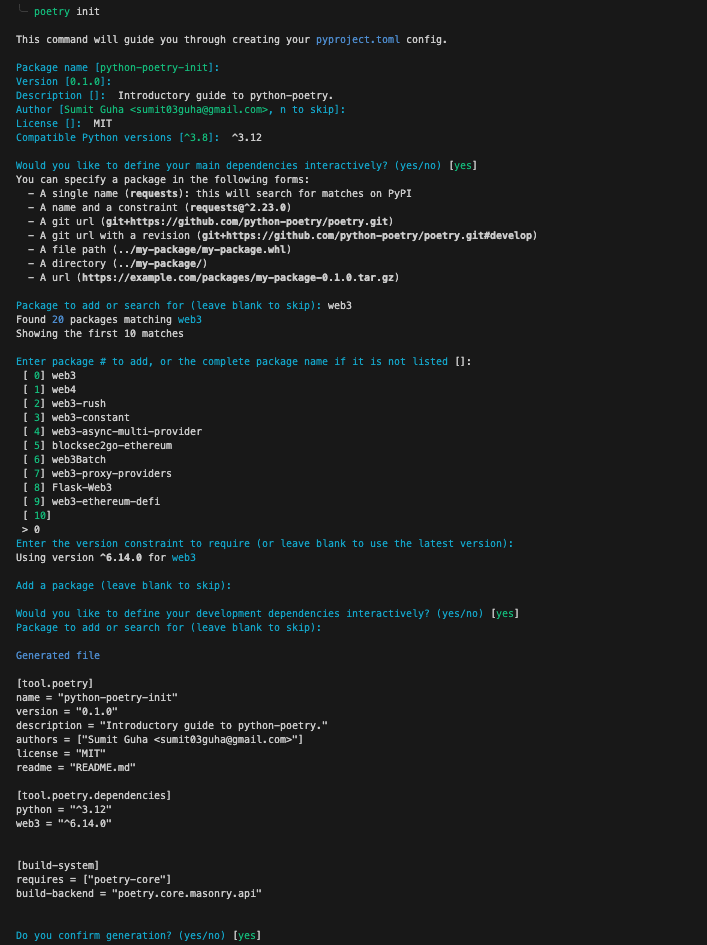 poetry init
This command will guide you through creating your pyproject.toml config.
Package name [python-poetry-init]:
Version [0.1.0]:
Description []:  Introductory guide to python-poetry.
Author [Sumit Guha <sumit03guha@gmail.com>, n to skip]:
License []:  MIT
Compatible Python versions [^3.8]:  ^3.12
Would you like to define your main dependencies interactively? (yes/no) [yes]
You can specify a package in the following forms:
  - A single name (requests): this will search for matches on PyPI
  - A name and a constraint (requests@^2.23.0)
  - A git url (git+https://github.com/python-poetry/poetry.git)
  - A git url with a revision (git+https://github.com/python-poetry/poetry.git#develop)
  - A file path (../my-package/my-package.whl)
  - A directory (../my-package/)
  - A url (https://example.com/packages/my-package-0.1.0.tar.gz)
Package to add or search for (leave blank to skip): web3
Found 20 packages matching web3
Showing the first 10 matches
Enter package # to add, or the complete package name if it is not listed []:
 [ 0] web3
 [ 1] web4
 [ 2] web3-rush
 [ 3] web3-constant
 [ 4] web3-async-multi-provider
 [ 5] blocksec2go-ethereum
 [ 6] web3Batch
 [ 7] web3-proxy-providers
 [ 8] Flask-Web3
 [ 9] web3-ethereum-defi
 [ 10]
 > 0
Enter the version constraint to require (or leave blank to use the latest version):
Using version ^6.14.0 for web3
Add a package (leave blank to skip):
Would you like to define your development dependencies interactively? (yes/no) [yes]
Package to add or search for (leave blank to skip):
Generated file
[tool.poetry]
name = "python-poetry-init"
version = "0.1.0"
description = "Introductory guide to python-poetry."
authors = ["Sumit Guha <sumit03guha@gmail.com>"]
license = "MIT"
readme = "README.md"
[tool.poetry.dependencies]
python = "^3.12"
web3 = "^6.14.0"
[build-system]
requires = ["poetry-core"]
build-backend = "poetry.core.masonry.api"
Do you confirm generation? (yes/no) [yes]